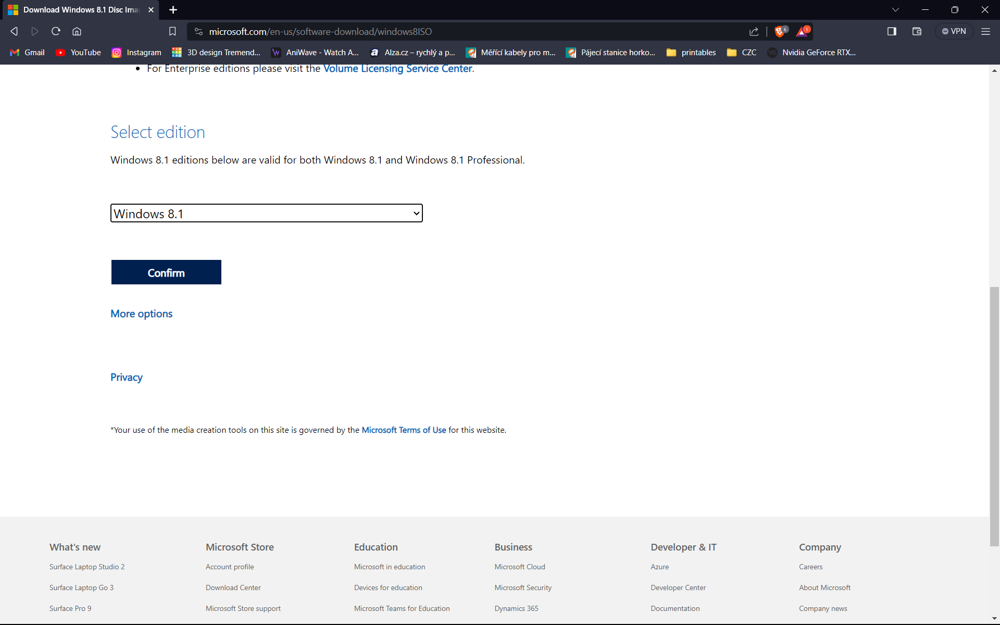 Download Windows 8.1 Disc Ima
microsoft.com/en-us/software-download/windows8ISO
6
1
VPN
Gmail
YouTube
Instagram
3D design Tremend...
AniWave - Watch A...
Alza.cz – rychlý a p...
Měřící kabely pro m...
Pájecí stanice horko...
printables
CZC
Nvidia GeForce RTX...
• For Enterprise editions please visit the Volume Licensing Service Center.
Select edition
Windows 8.1 editions below are valid for both Windows 8.1 and Windows 8.1 Professional.
Windows 8.1
Confirm
More options
Privacy
*Your use of the media creation tools on this site is governed by the Microsoft Terms of Use for this website.
What's new
Surface Laptop Studio 2
Surface Laptop Go 3
Surface Pro 9
Microsoft Store
Account profile
Download Center
Microsoft Store support
Education
Microsoft in education
Devices for education
Microsoft Teams for Education
Business
Microsoft Cloud
Microsoft Security
Dynamics 365
Developer & IT
Azure
Developer Center
Documentation
Company
Careers
About Microsoft
Company news